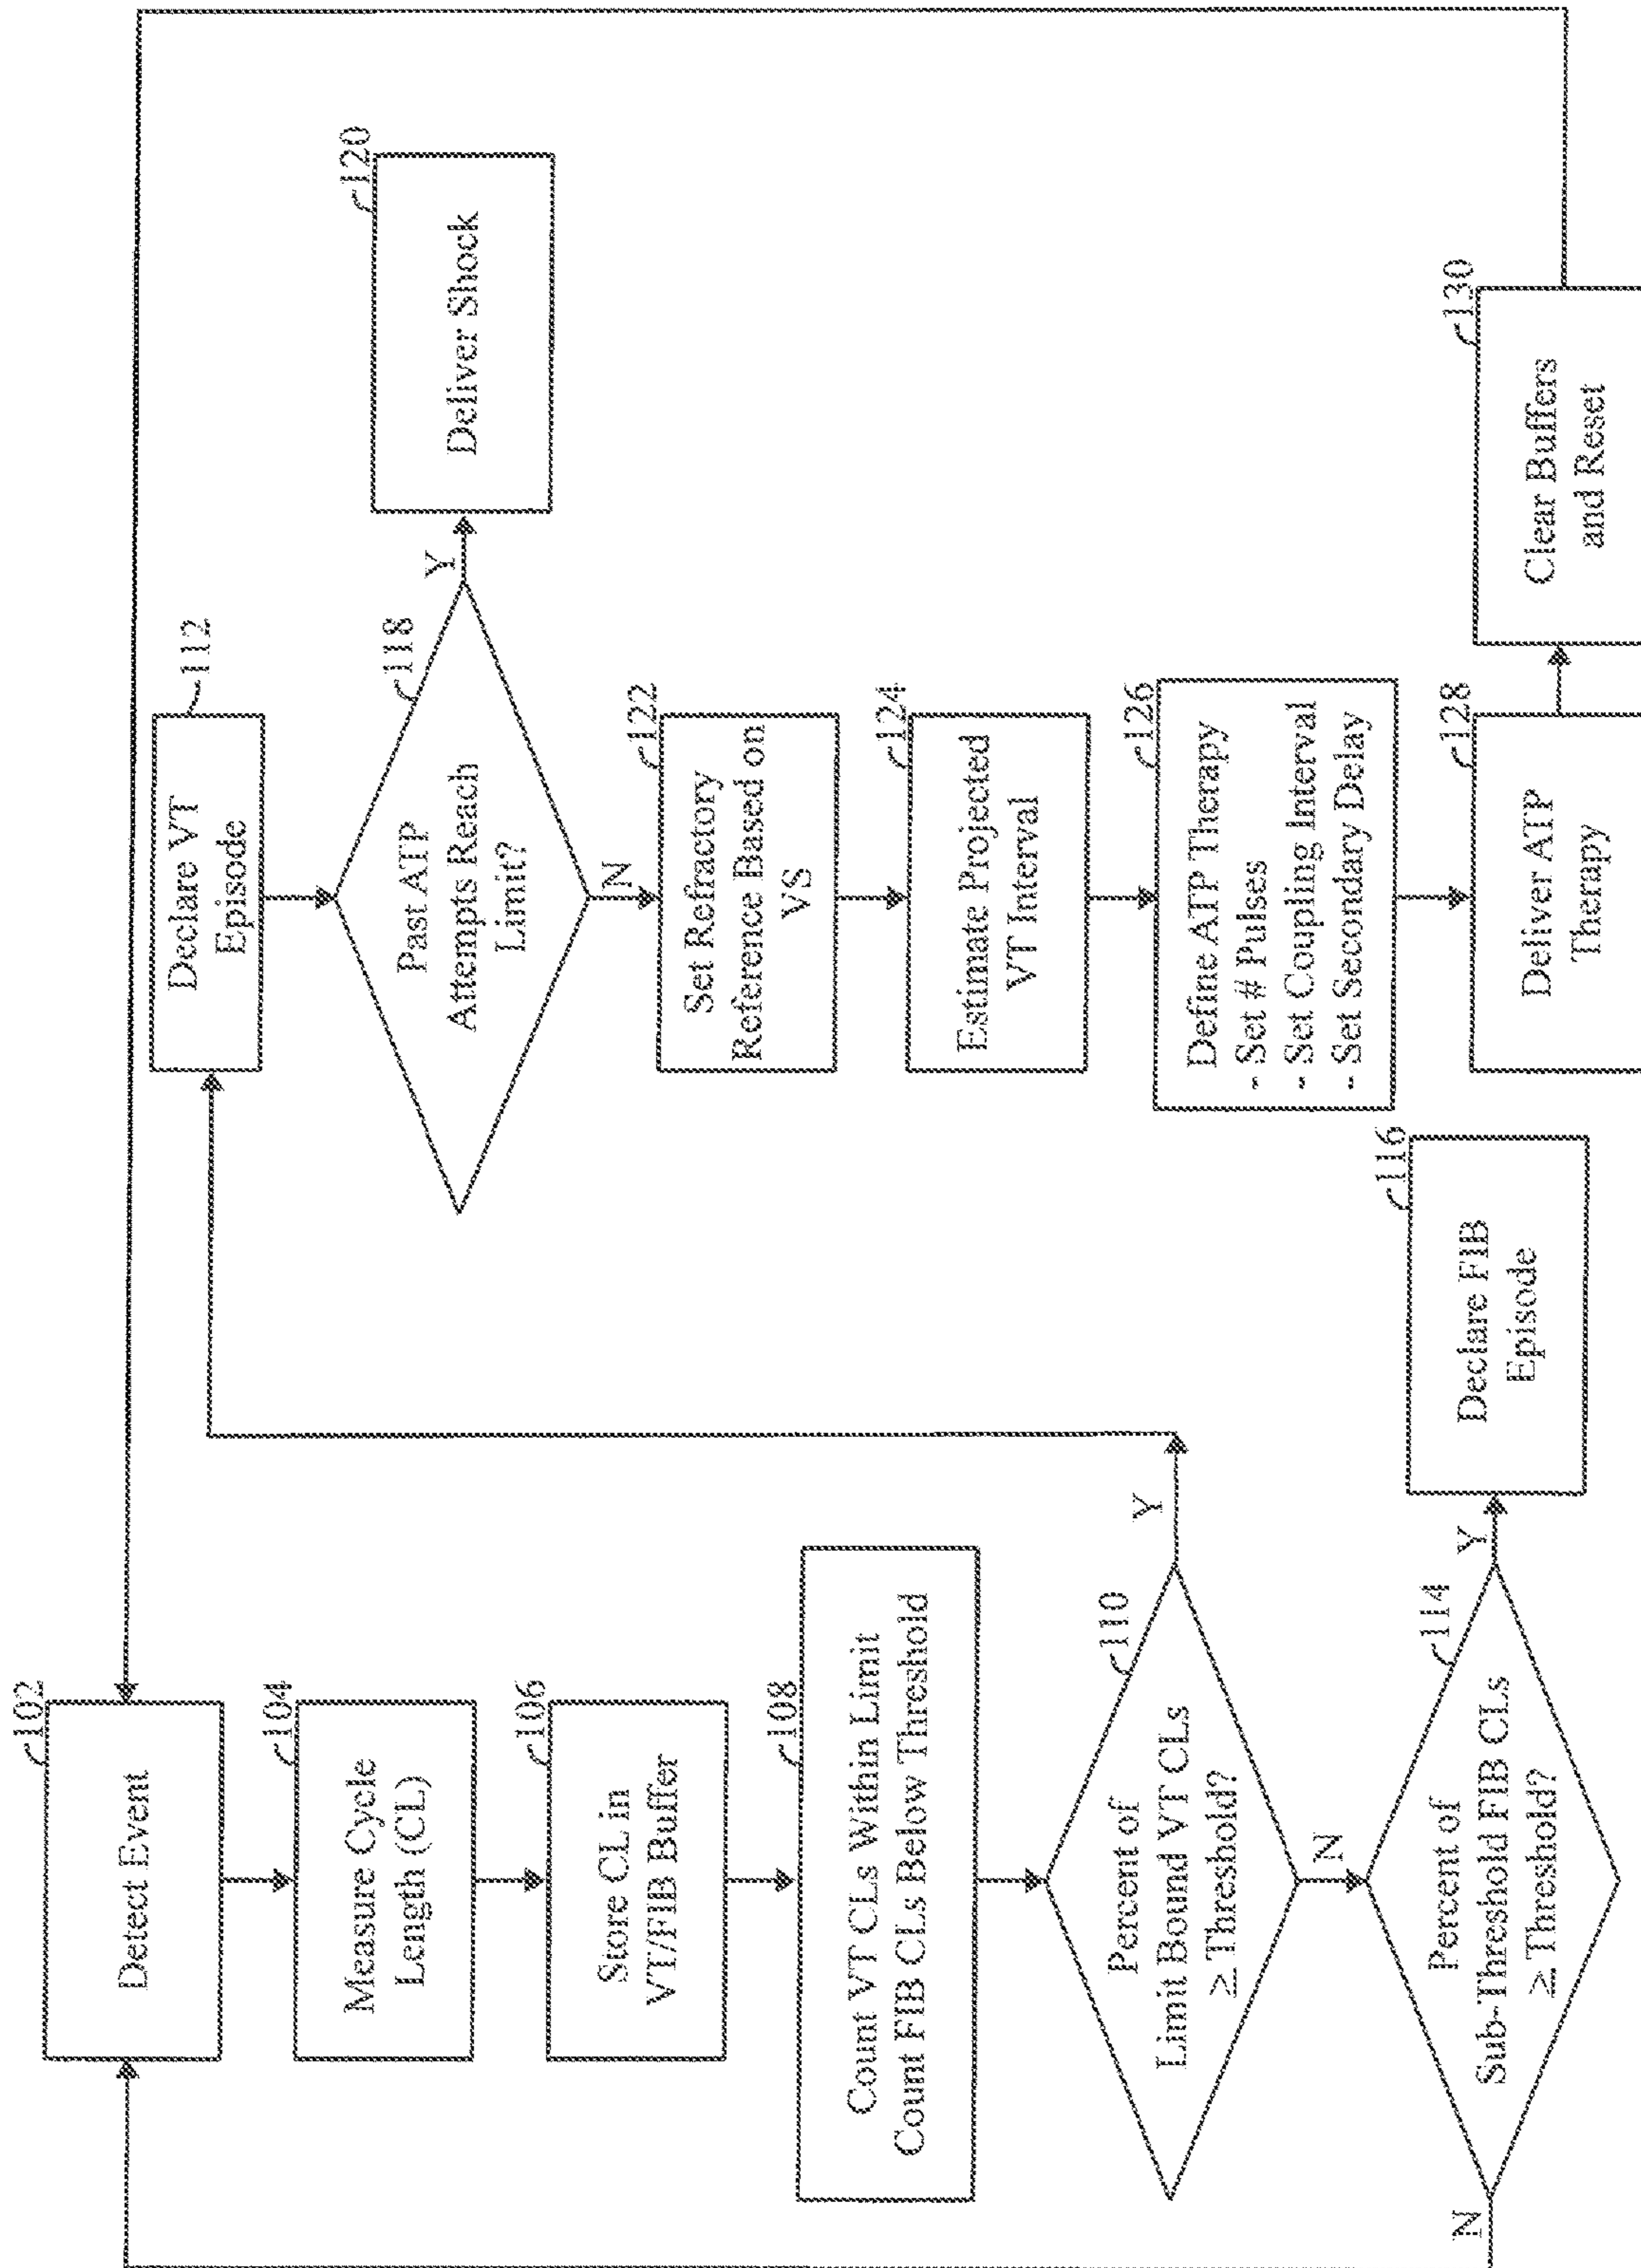 102
Detect Event
104
Measure Cycle
Length (CL)
106
Store CL in
VT/FIB Buffer
108
Count VT CLs Within Limit
Count FIB CLs Below Threshold
110
Percent of
Limit Bound VT CLs
≥ Threshold?
Y
N
114
Percent of
Sub-Threshold FIB CLs
≥ Threshold?
Y
N
116
Declare FIB
Episode
112
Declare VT
Episode
118
Past ATP
Attempts Reach
Limit?
Y
N
120
Deliver Shock
122
Set Refractory
Reference Based on
VS
124
Estimate Projected
VT Interval
126
Define ATP Therapy
- Set # Pulses
- Set Coupling Interval
- Set Secondary Delay
128
Deliver ATP
Therapy
130
Clear Buffers
and Reset